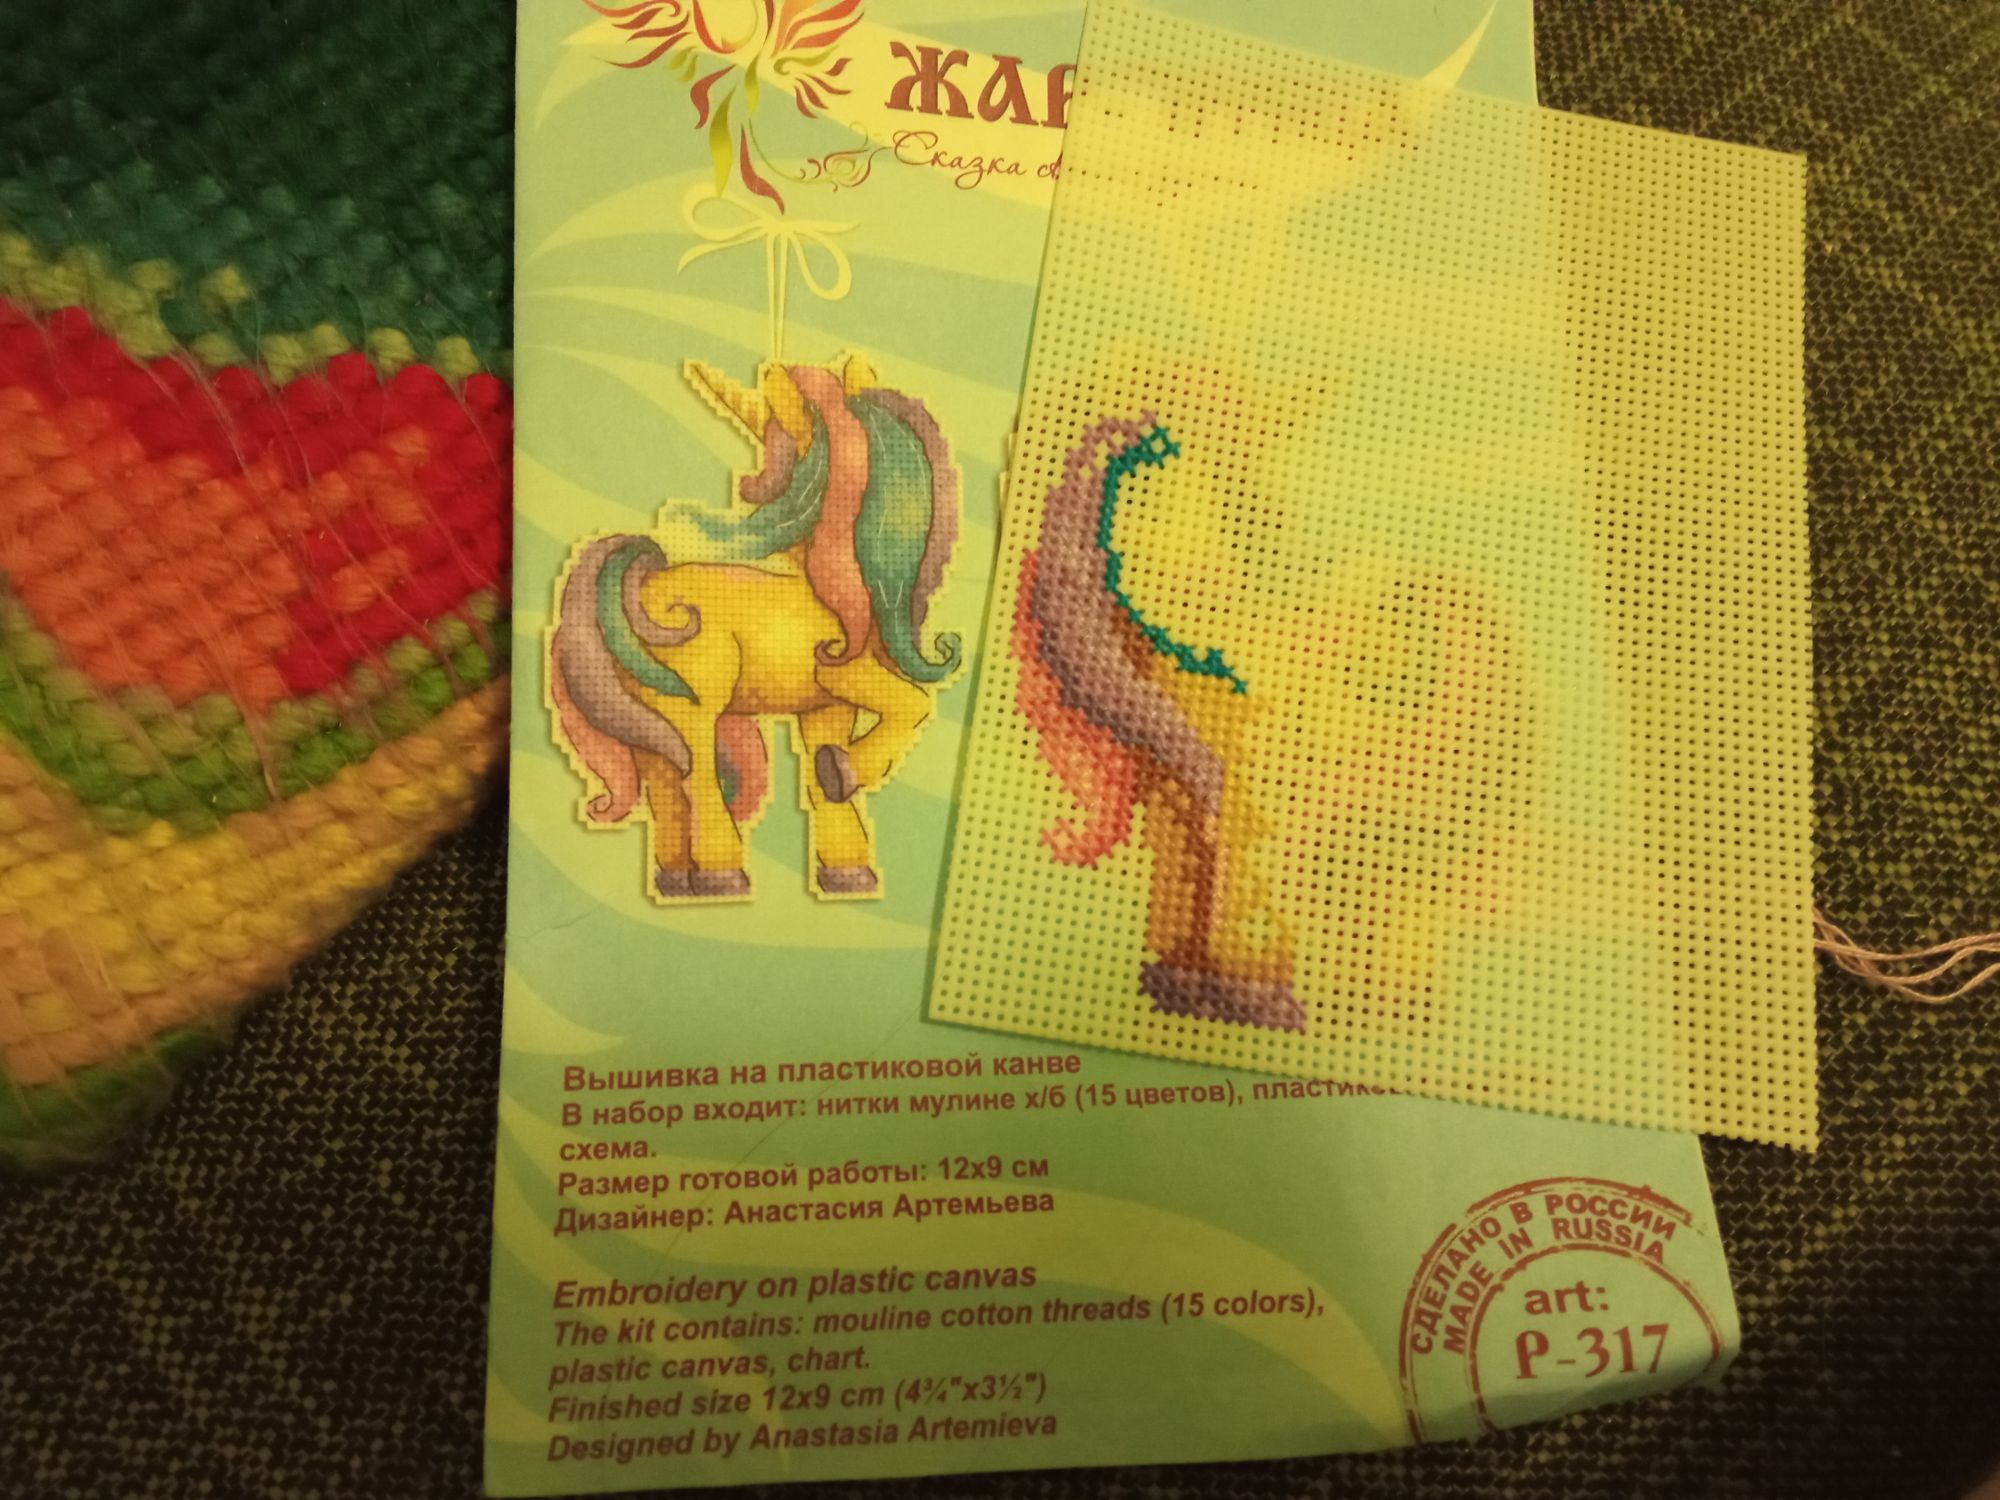 ЖАР
Сказка
Вышивка на пластиковой канве
В набор входит: нитки мулине х/б (15 цветов),
схема.
Размер готовой работы: 12х9 см
Дизайнер: Анастасия Артемьева
Embroidery on plastic canvas
The kit contains: mouline cotton threads (15 colors),
plastic canvas, chart.
Finished size 12x9 cm (4¾"x3½")
Designed by Anastasia Artemieva
СДЕЛАНО В РОССИИ
MADE IN RUSSIA
art:
Р-317